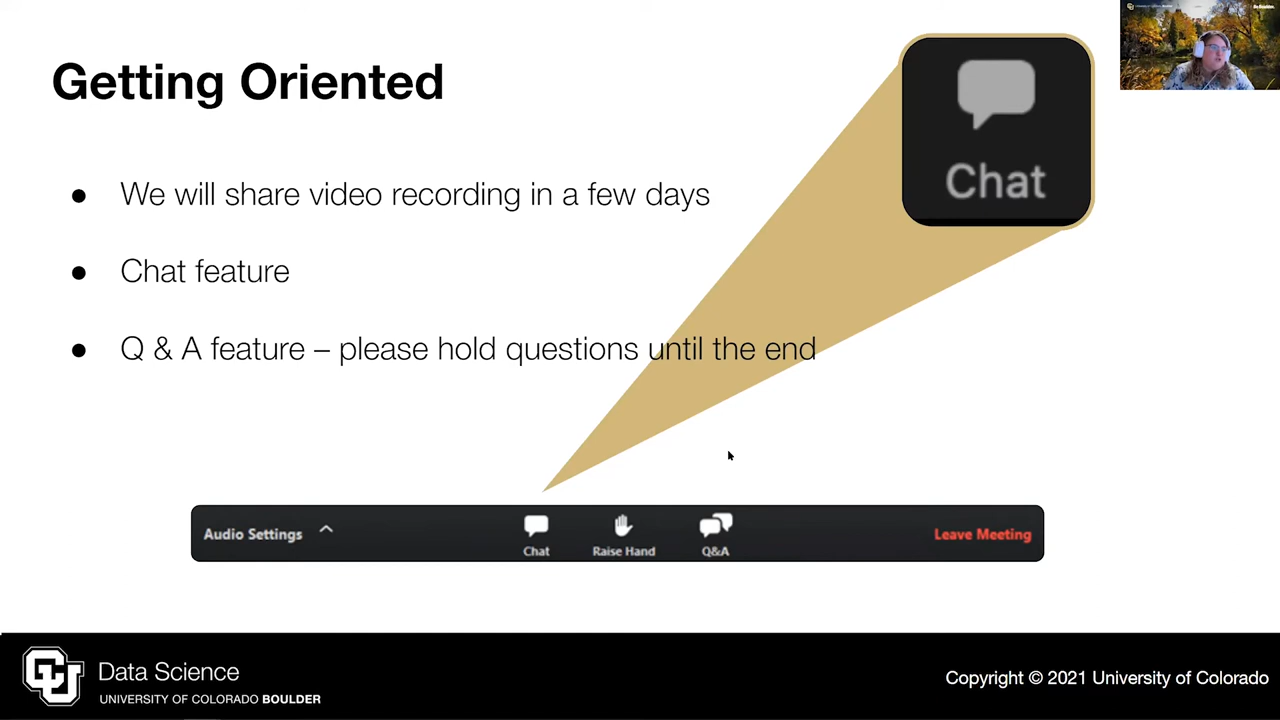 Getting Oriented
Chat
● We will share video recording in a few days
● Chat feature
● Q & A feature – please hold questions until the end
Audio Settings
Chat
Raise Hand
Q&A
Leave Meeting
CU
Data Science
UNIVERSITY OF COLORADO BOULDER
Copyright © 2021 University of Colorado